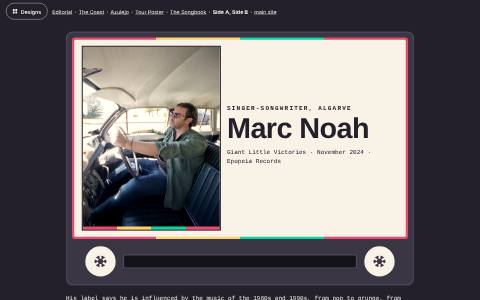 Designs Editorial · The Coast · Azulejo · Tour Poster · The Songbook · Side A, Side B · main site
SINGER-SONGWRITER, ALGARVE
Marc Noah
Giant Little Victories · November 2024 ·
Epopeia Records
His label says he is influenced by the music of the 1980s and 1990s, from pop to grunge, from